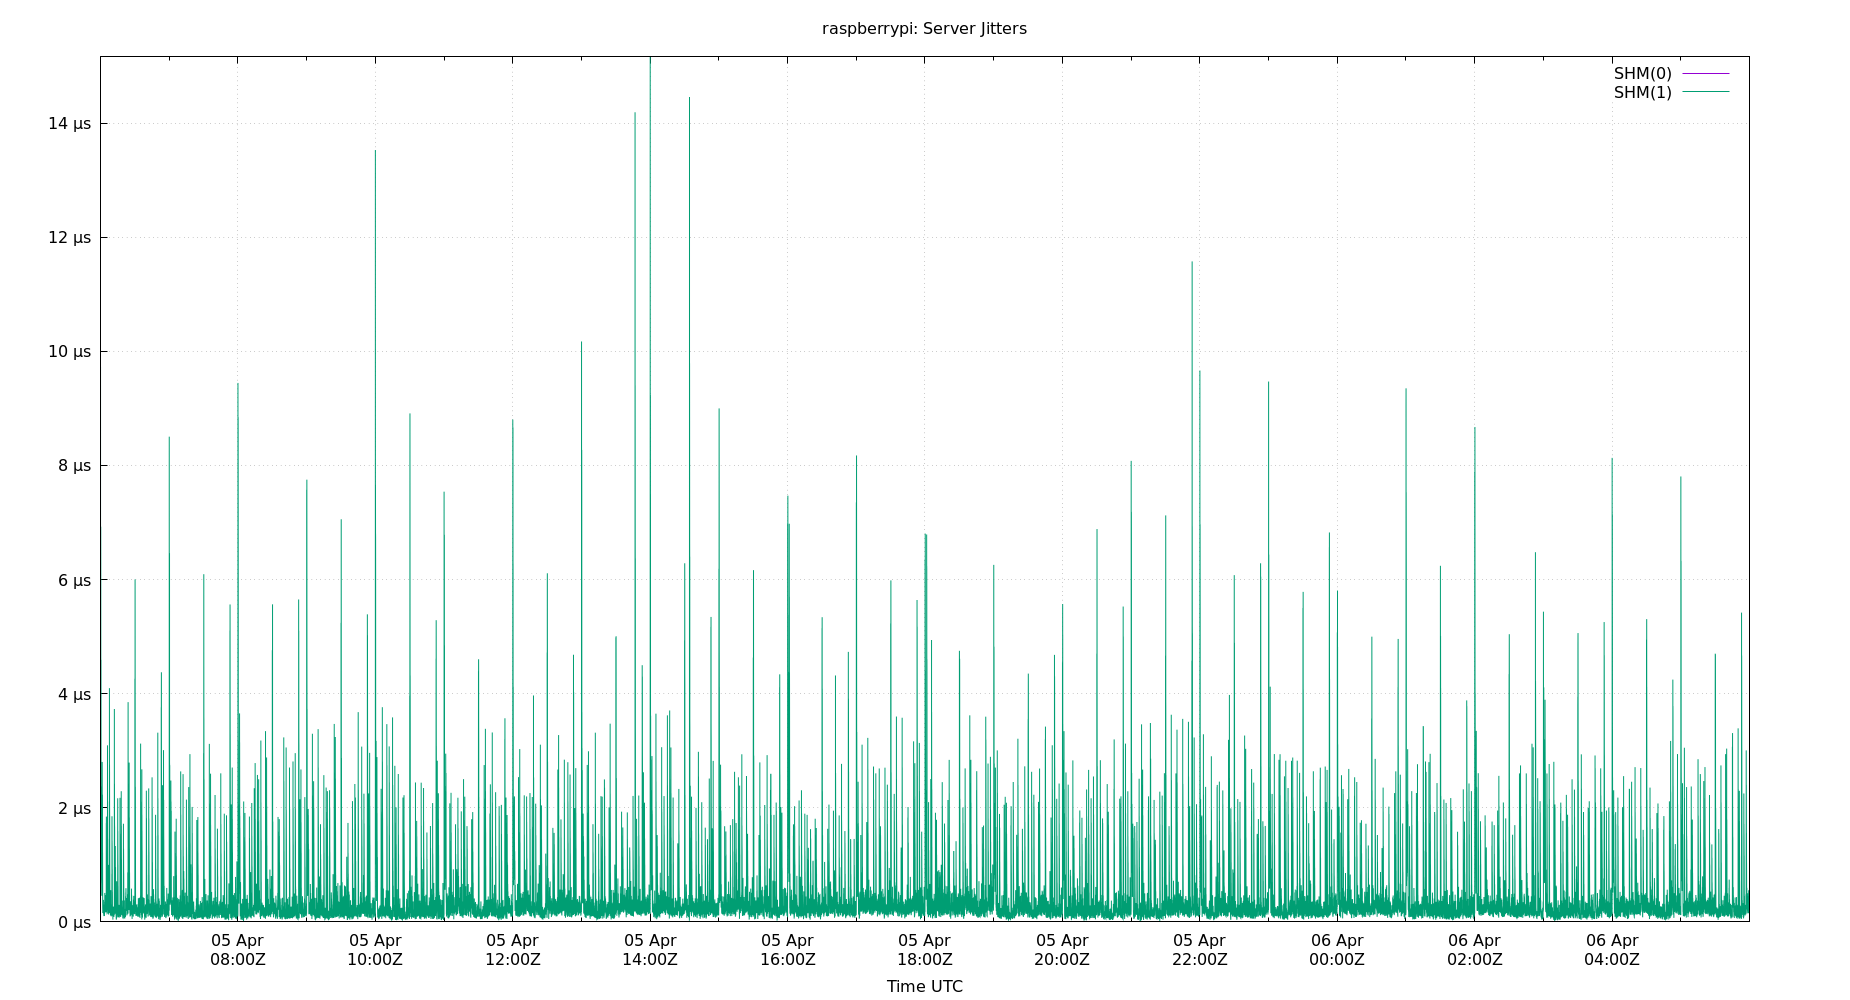 raspberrypi: Server Jitters
SHM(0)
SHM(1)
14 µs
12 µs
10 µs
8 µs
6 µs
4 µs
2 µs
0 µs
05 Apr 05 Apr 05 Apr 05 Apr 05 Apr 05 Apr 05 Apr 05 Apr 06 Apr 06 Apr 06 Apr
08:00Z 10:00Z 12:00Z 14:00Z 16:00Z 18:00Z 20:00Z 22:00Z 00:00Z 02:00Z 04:00Z
Time UTC